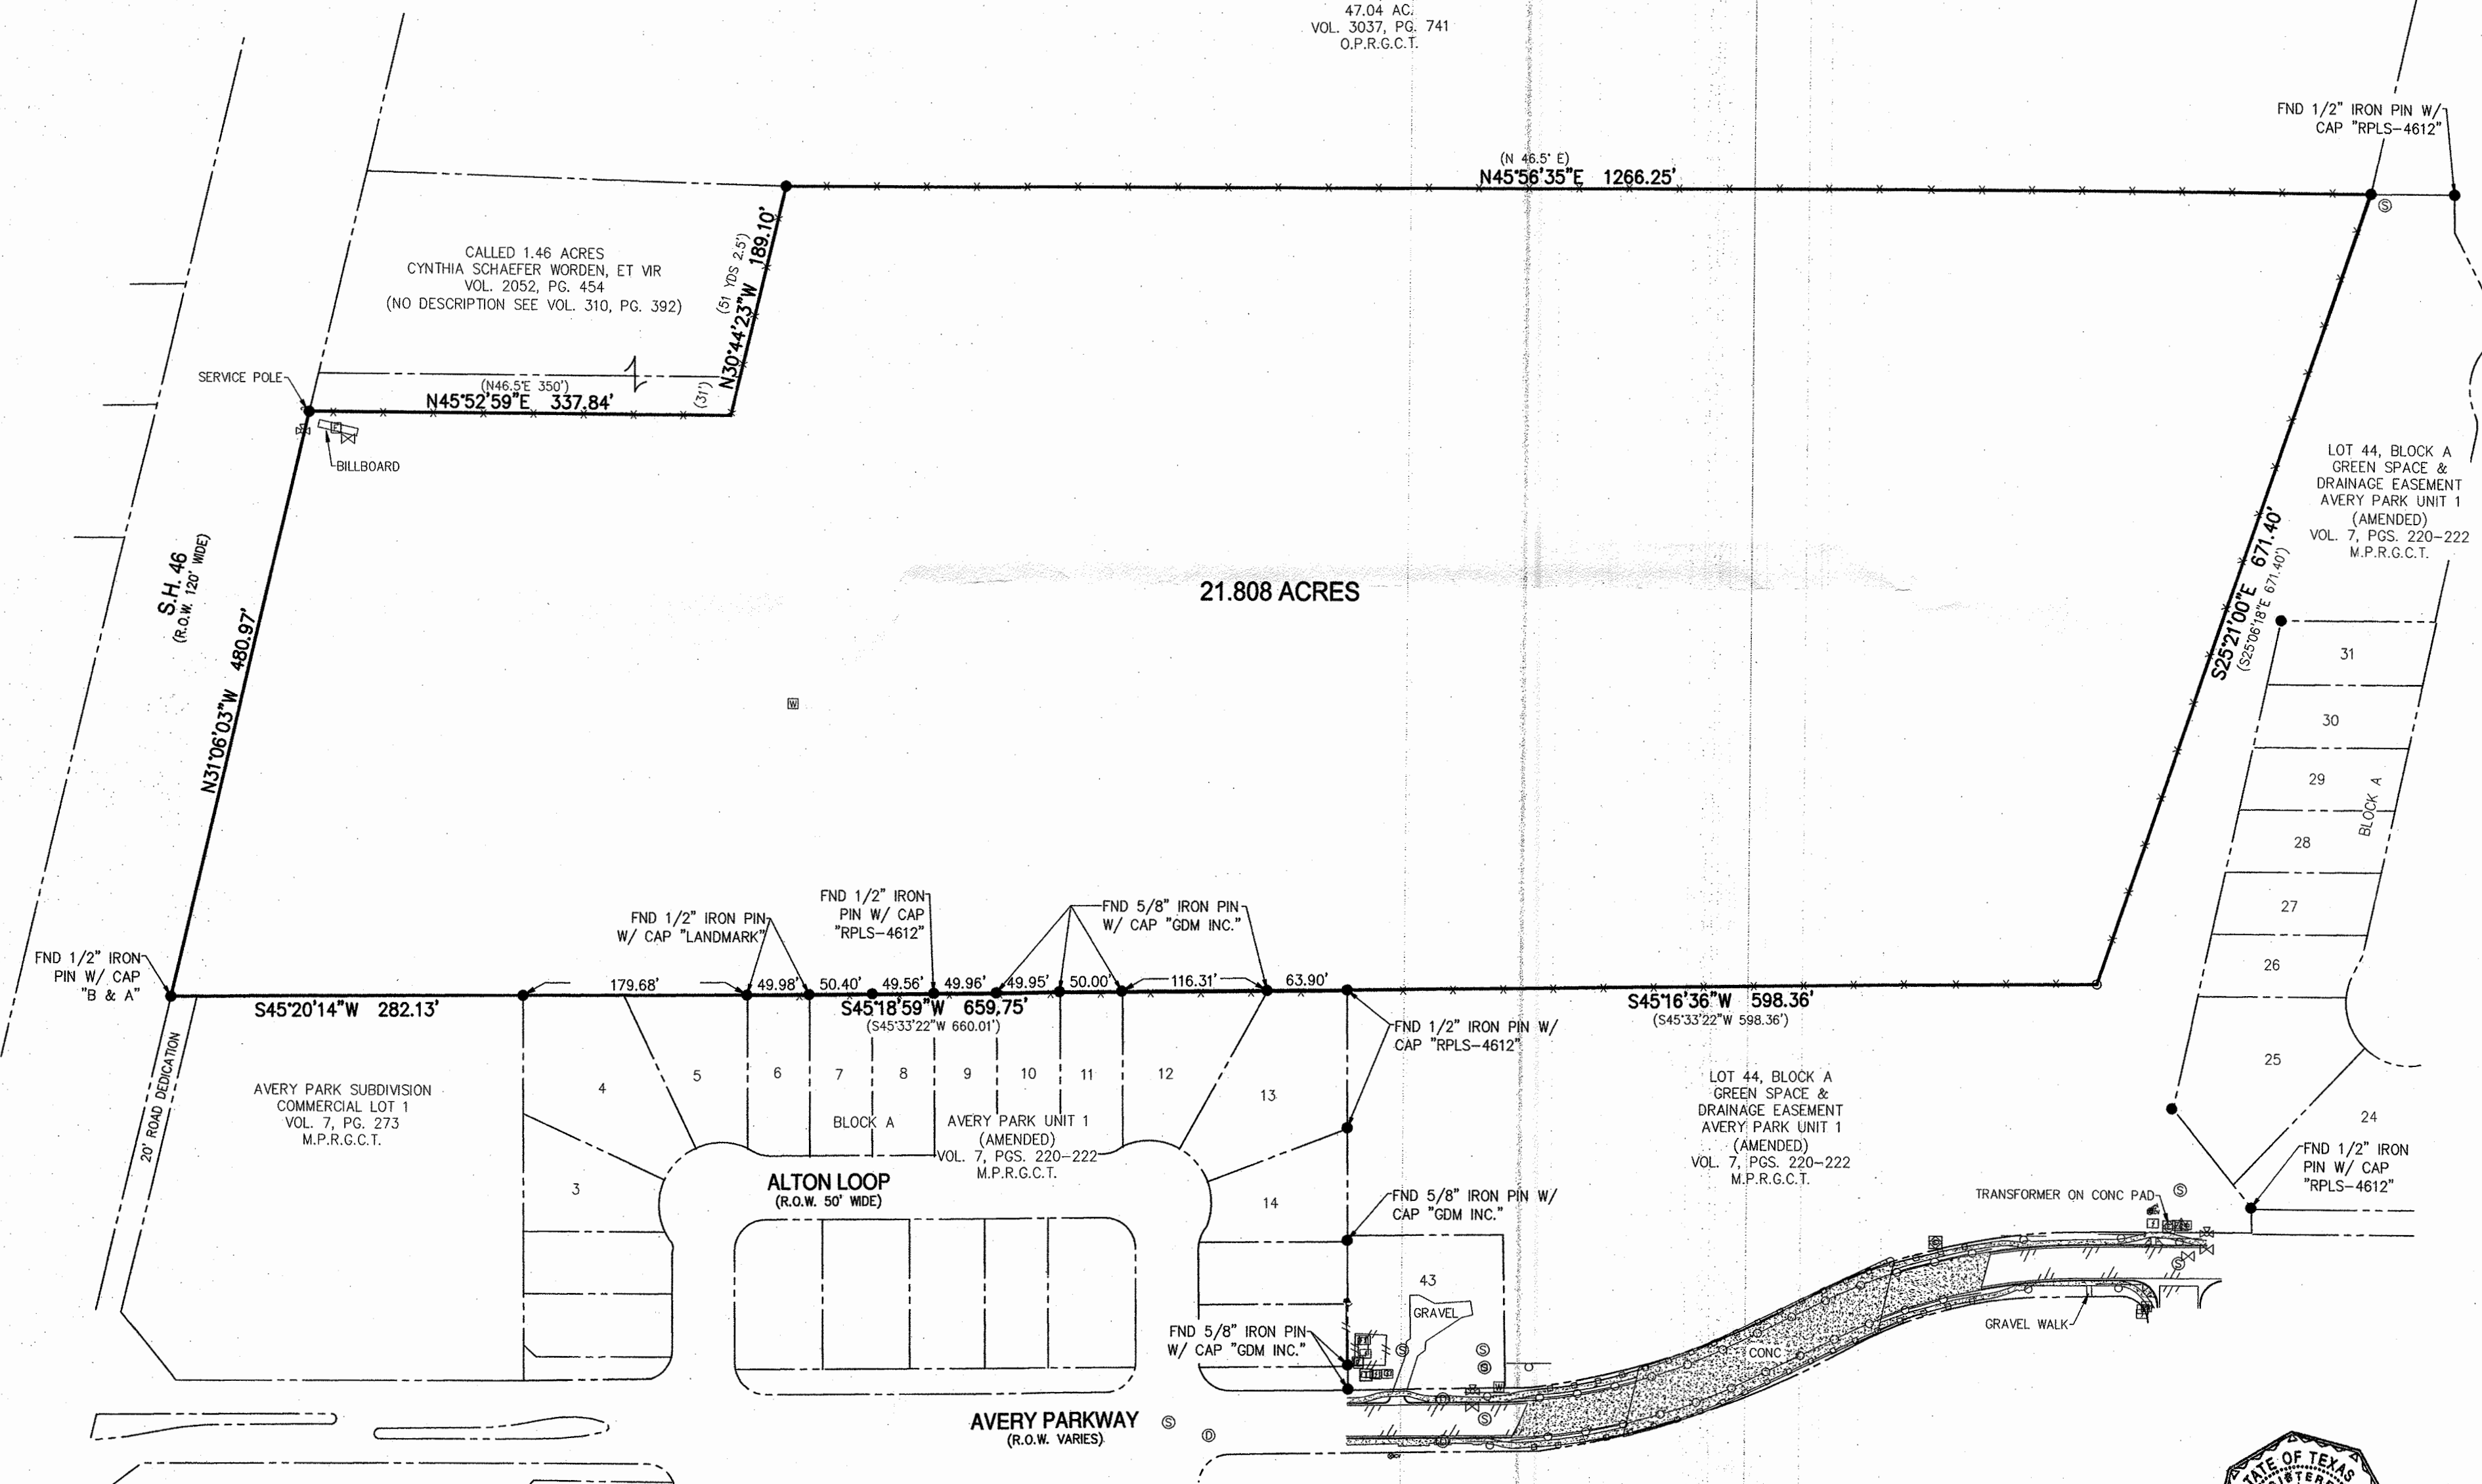 47.04 AC.
VOL. 3037, PG. 741
O.P.R.G.C.T.
FND 1/2" IRON PIN W/
CAP "RPLS-4612"
(N 46.5° E)
N45°56'35"E 1266.25'
CALLED 1.46 ACRES
CYNTHIA SCHAEFER WORDEN, ET VIR
VOL. 2052, PG. 454
(NO DESCRIPTION SEE VOL. 310, PG. 392)
(51 YDS 2.5')
N30°44'23"W 189.10'
(31')
SERVICE POLE
(N46.5°E 350')
N45°52'59"E 337.84'
BILLBOARD
LOT 44, BLOCK A
GREEN SPACE &
DRAINAGE EASEMENT
AVERY PARK UNIT 1
(AMENDED)
VOL. 7, PGS. 220-222
M.P.R.G.C.T.
S.H. 46
(R.O.W. 120' WIDE)
N31°06'03"W 480.97'
21.808 ACRES
S25°21'00"E 671.40'
(S25°06'18"E 671.40')
W
31
30
29
28
27
26
25
24
BLOCK A
FND 1/2" IRON
PIN W/ CAP
"B & A"
FND 1/2" IRON PIN
W/ CAP "LANDMARK"
FND 1/2" IRON
PIN W/ CAP
"RPLS-4612"
FND 5/8" IRON PIN
W/ CAP "GDM INC."
179.68'
49.98'
50.40'
49.56'
49.96'
49.95'
50.00'
116.31'
63.90'
S45°20'14"W 282.13'
S45°18'59"W 659.75'
(S45°33'22"W 660.01')
S45°16'36"W 598.36'
(S45°33'22"W 598.36')
FND 1/2" IRON PIN W/
CAP "RPLS-4612"
20' ROAD DEDICATION
AVERY PARK SUBDIVISION
COMMERCIAL LOT 1
VOL. 7, PG. 273
M.P.R.G.C.T.
3
4
5
6
7
8
9
10
11
12
13
14
BLOCK A
AVERY PARK UNIT 1
(AMENDED)
VOL. 7, PGS. 220-222
M.P.R.G.C.T.
ALTON LOOP
(R.O.W. 50' WIDE)
LOT 44, BLOCK A
GREEN SPACE &
DRAINAGE EASEMENT
AVERY PARK UNIT 1
(AMENDED)
VOL. 7, PGS. 220-222
M.P.R.G.C.T.
FND 5/8" IRON PIN W/
CAP "GDM INC."
FND 1/2" IRON
PIN W/ CAP
"RPLS-4612"
TRANSFORMER ON CONC PAD
43
GRAVEL
FND 5/8" IRON PIN
W/ CAP "GDM INC."
CONC
GRAVEL WALK
AVERY PARKWAY
(R.O.W. VARIES)
S
D
STATE OF TEXAS